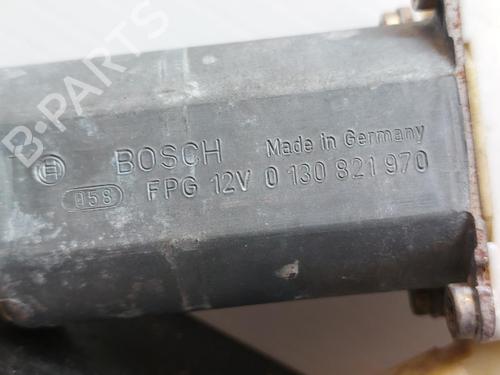 BOSCH Made in Germany
058 FPG 12V 0 130 821 970
B-PARTS